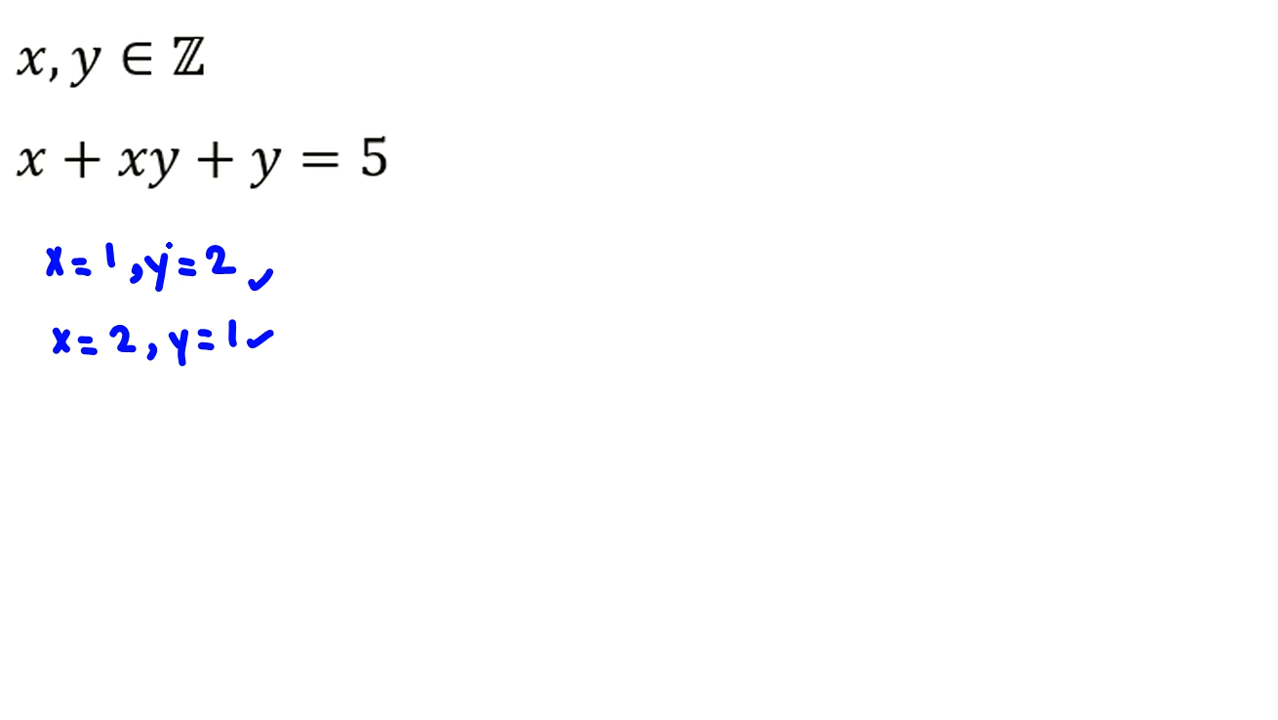 x, y ∈ ℤ
x + xy + y = 5
x = 1, y = 2 ✓
x = 2, y = 1 ✓